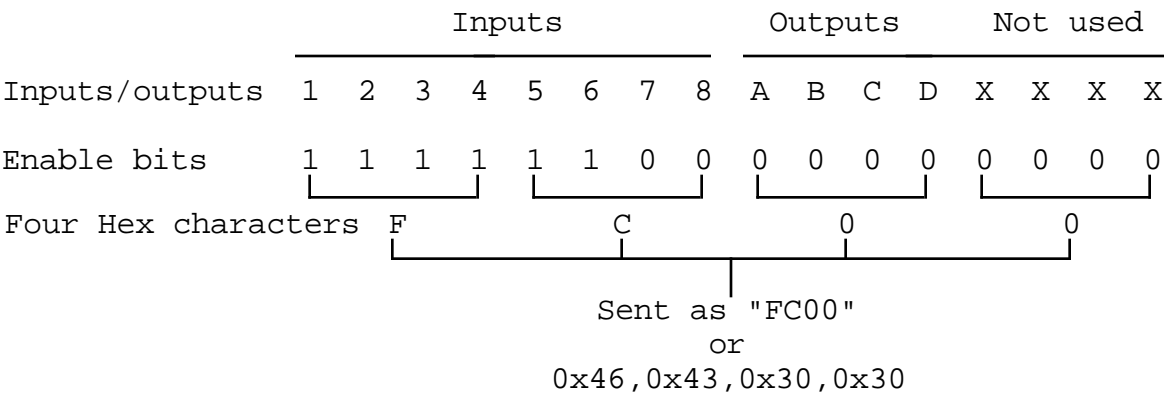 Inputs Outputs Not used
Inputs/outputs 1 2 3 4 5 6 7 8 A B C D X X X X
Enable bits 1 1 1 1 1 1 0 0 0 0 0 0 0 0 0 0
Four Hex characters F C 0 0
Sent as "FC00"
or
0x46,0x43,0x30,0x30